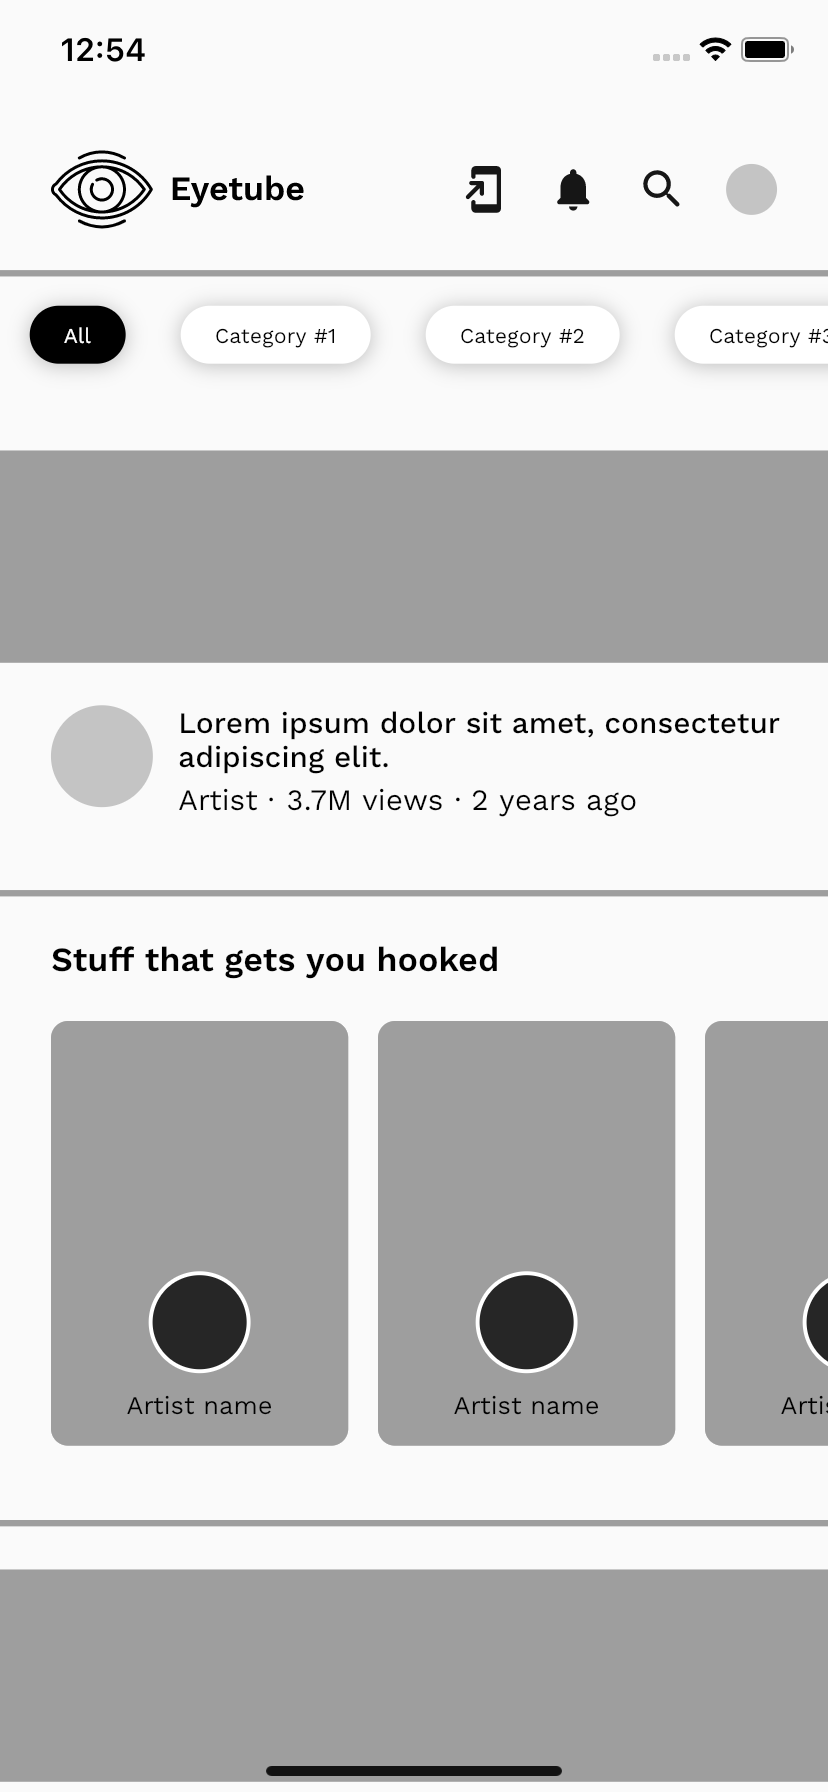 12:54
Eyetube
All
Category #1
Category #2
Category #3
Lorem ipsum dolor sit amet, consectetur
adipiscing elit.
Artist · 3.7M views · 2 years ago
Stuff that gets you hooked
Artist name
Artist name